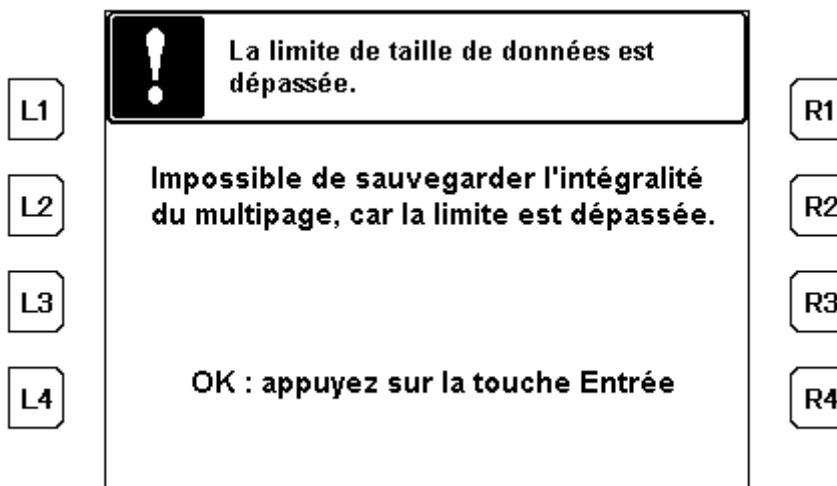 La limite de taille de données est
dépassée.
L1
R1
Impossible de sauvegarder l'intégralité
du multipage, car la limite est dépassée.
L2
R2
L3
R3
OK : appuyez sur la touche Entrée
L4
R4